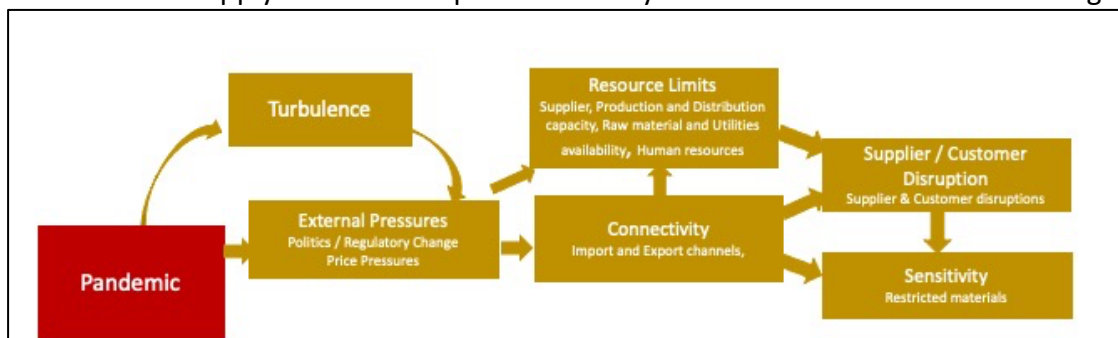 Turbulence
Resource Limits
Supplier, Production and Distribution
capacity, Raw material and Utilities
availability, Human resources
Supplier / Customer
Disruption
Supplier & Customer disruptions
External Pressures
Politics / Regulatory Change
Price Pressures
Connectivity
Import and Export channels,
Pandemic
Sensitivity
Restricted materials